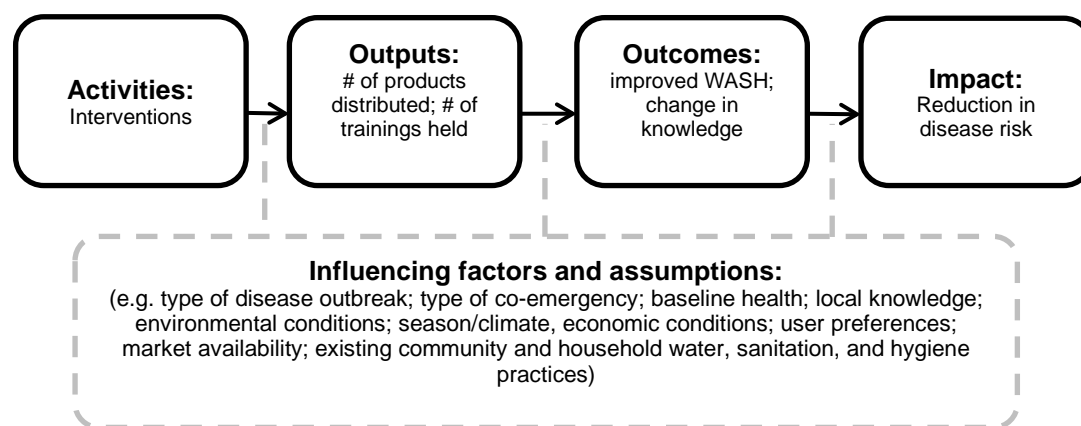 Activities:
Interventions
Outputs:
# of products
distributed; # of
trainings held
Outcomes:
improved WASH;
change in
knowledge
Impact:
Reduction in
disease risk
Influencing factors and assumptions:
(e.g. type of disease outbreak; type of co-emergency; baseline health; local knowledge;
environmental conditions; season/climate, economic conditions; user preferences;
market availability; existing community and household water, sanitation, and hygiene
practices)